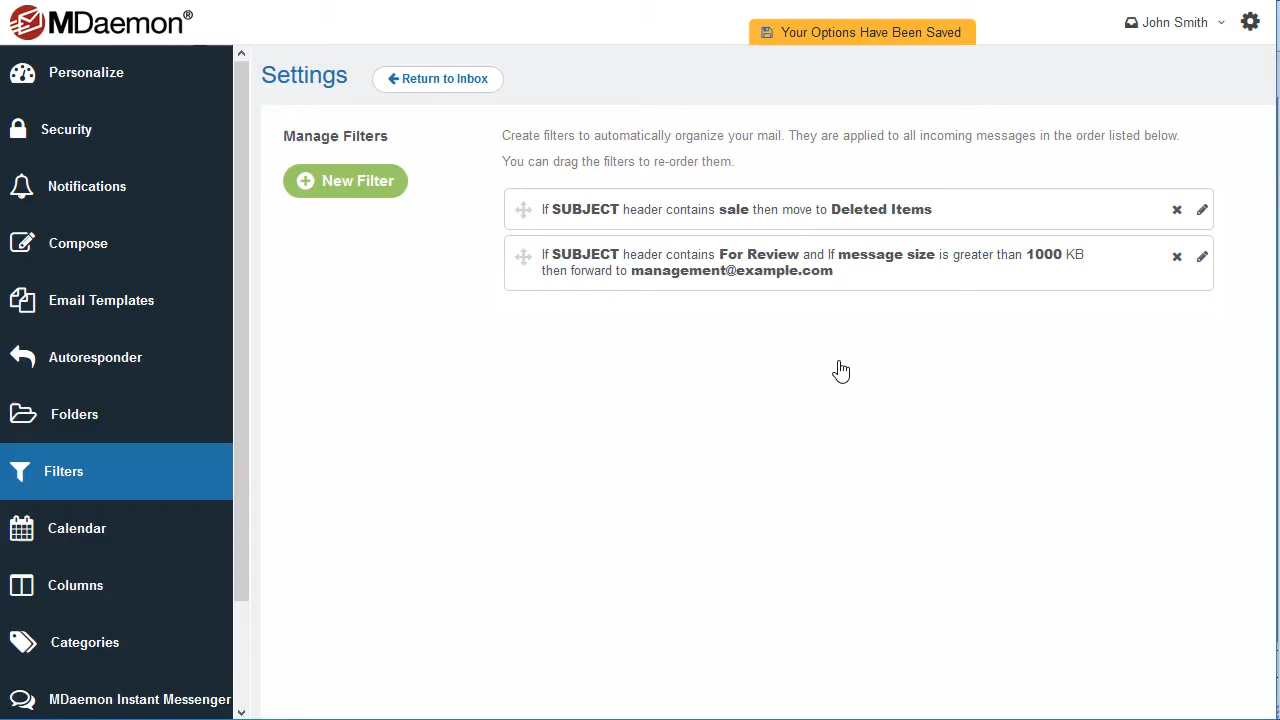 MDaemon®
Your Options Have Been Saved
John Smith
Personalize
Security
Notifications
Compose
Email Templates
Autoresponder
Folders
Filters
Calendar
Columns
Categories
MDaemon Instant Messenger
Settings
Return to Inbox
Manage Filters
New Filter
Create filters to automatically organize your mail. They are applied to all incoming messages in the order listed below.
You can drag the filters to re-order them.
If SUBJECT header contains sale then move to Deleted Items
If SUBJECT header contains For Review and If message size is greater than 1000 KB
then forward to management@example.com